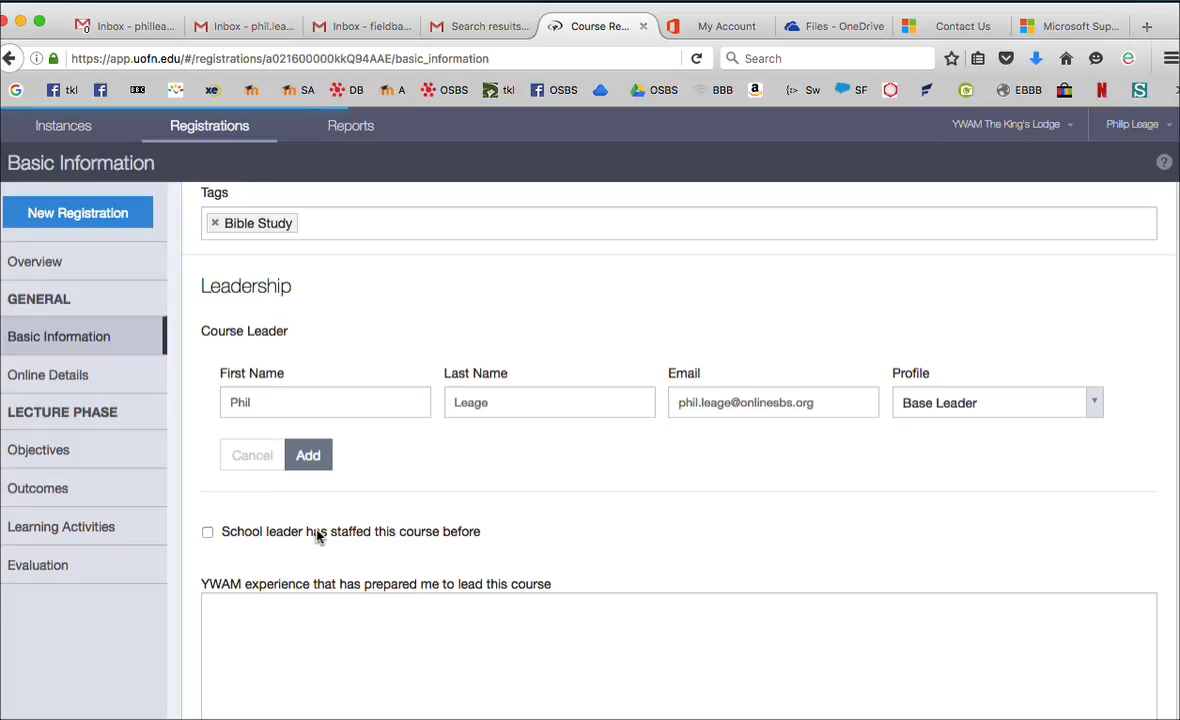 Inbox - phillea...
Inbox - phil.lea...
Inbox - fieldba...
Search results...
Course Re...
My Account
Files - OneDrive
Contact Us
Microsoft Sup...
https://app.uofn.edu/#/registrations/a021600000kkQ94AAE/basic_information
Search
tkl
SA
DB
A
OSBS
tkl
OSBS
OSBS
BBB
Sw
SF
EBBB
Instances
Registrations
Reports
YWAM The King's Lodge
Philip Leage
Basic Information
New Registration
Overview
GENERAL
Basic Information
Online Details
LECTURE PHASE
Objectives
Outcomes
Learning Activities
Evaluation
Tags
× Bible Study
Leadership
Course Leader
First Name
Last Name
Email
Profile
Phil
Leage
phil.leage@onlinesbs.org
Base Leader
Cancel
Add
School leader has staffed this course before
YWAM experience that has prepared me to lead this course